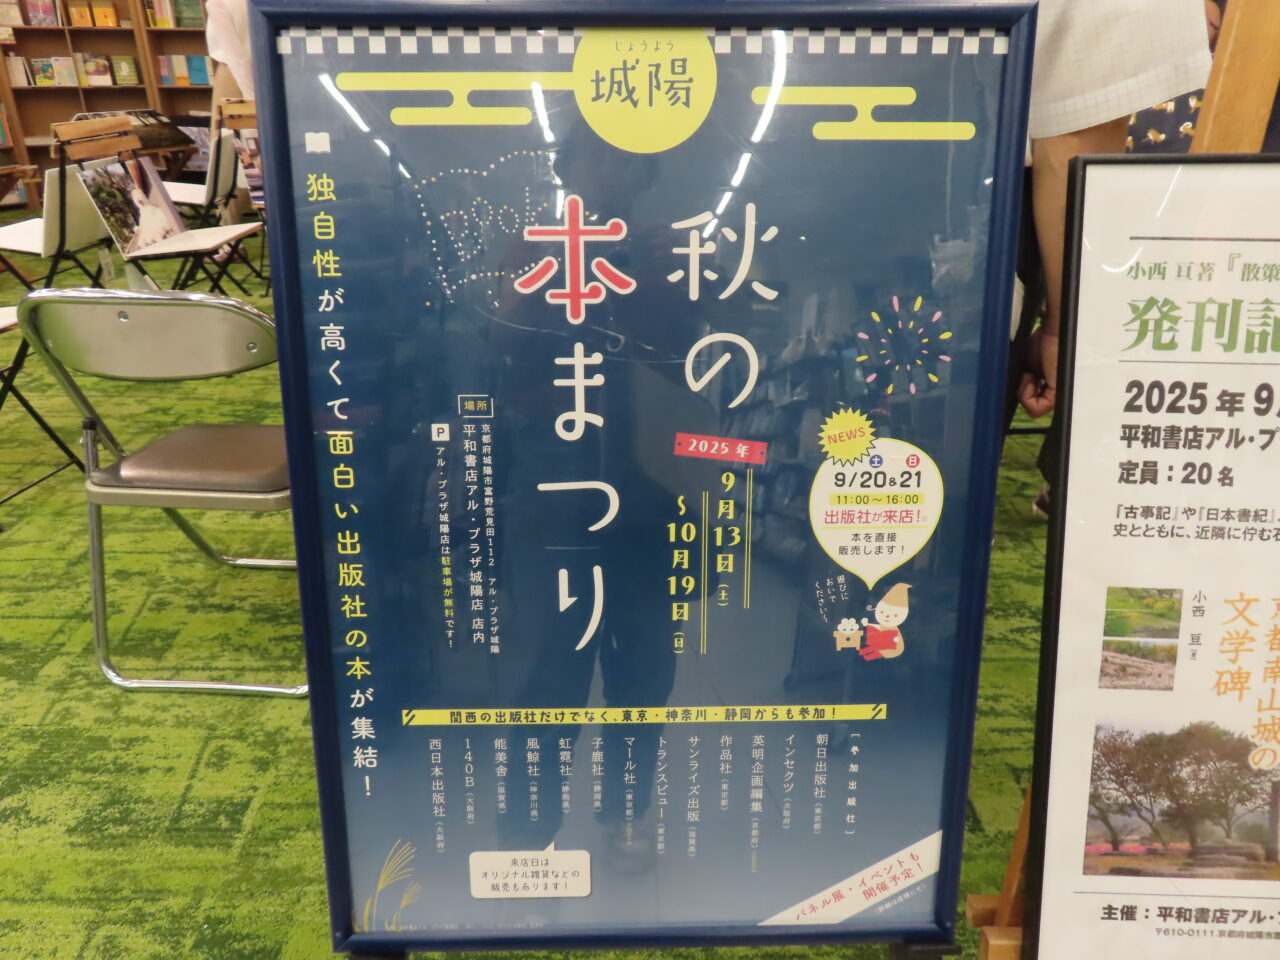 じょうよう
城陽
秋の
本まつり
独自性が高くて面白い出版社の本が集結！
2025年
9月13日（土）
～10月19日（日）
NEWS
土 日
9/20&21
11:00～16:00
出版社が来店！
本を直接
販売します！
遊びに
おいで
ください～
場所
京都府城陽市富野荒見田112 アル・プラザ城陽
平和書店アル・プラザ城陽店 店内
P アル・プラザ城陽店は駐車場が無料です！
関西の出版社だけでなく、東京・神奈川・静岡からも参加！
［参加出版社］
朝日出版社（東京都）
インセクツ（大阪府）
英明企画編集（京都府）
作品社（東京都）
サンライズ出版（滋賀県）
トランスビュー（東京都）
マール社（東京都）
子鹿社（静岡県）
虹霓社（静岡県）
風鯨社（神奈川県）
能美舎（滋賀県）
140B（大阪府）
西日本出版社（大阪府）
来店日は
オリジナル雑貨などの
販売もあります！
パネル展・イベントも
開催予定！
小西 亘著『散策
発刊記
2025年9
平和書店アル・プ
定員：20名
『古事記』や『日本書紀』
史とともに、近隣に佇む石
小西 亘（著）
京都南山城の
文学碑
主催：平和書店アル・
〒610-0111 京都府城陽市富